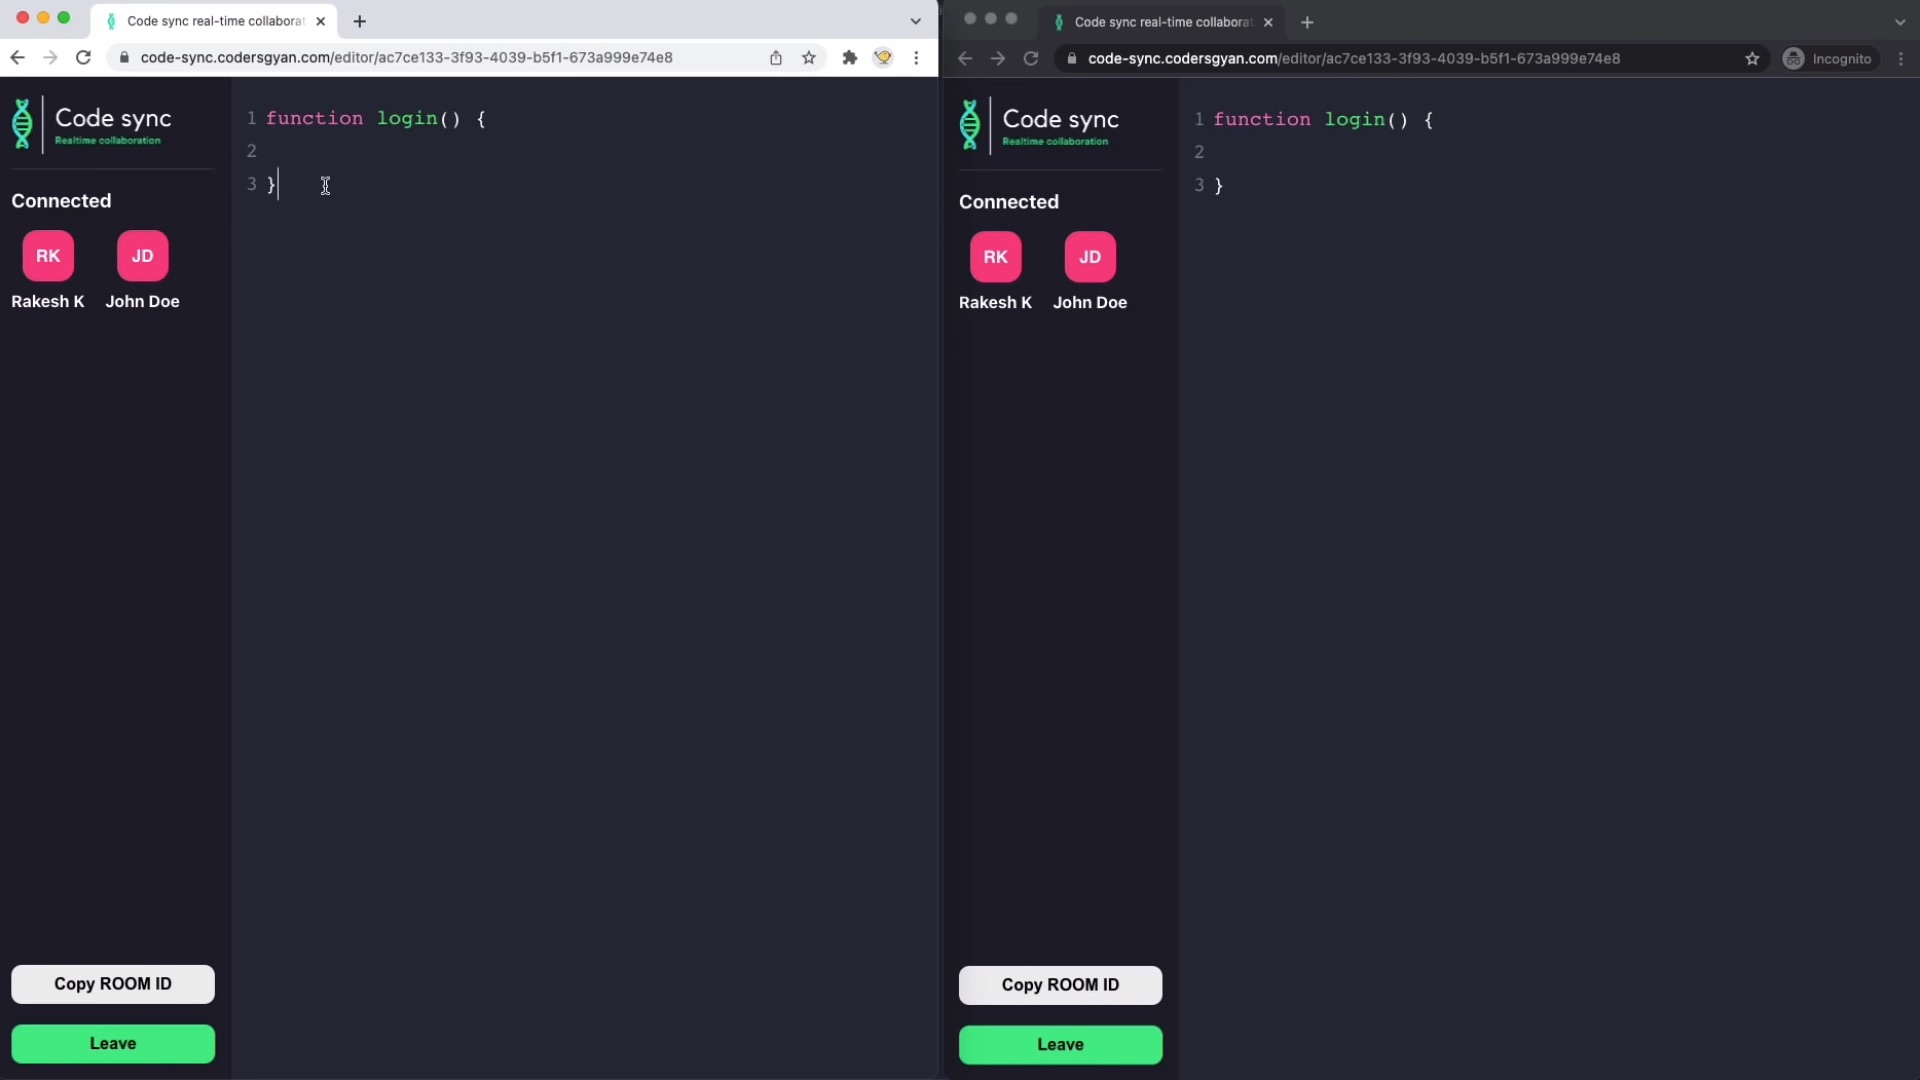 Code sync real-time collaborat
code-sync.codersgyan.com/editor/ac7ce133-3f93-4039-b5f1-673a999e74e8
Code sync
Realtime collaboration
Connected
RK JD
Rakesh K John Doe
1 function login() {
2
3 }
Copy ROOM ID
Leave
Code sync real-time collaborat
code-sync.codersgyan.com/editor/ac7ce133-3f93-4039-b5f1-673a999e74e8 Incognito
Code sync
Realtime collaboration
Connected
RK JD
Rakesh K John Doe
1 function login() {
2
3 }
Copy ROOM ID
Leave